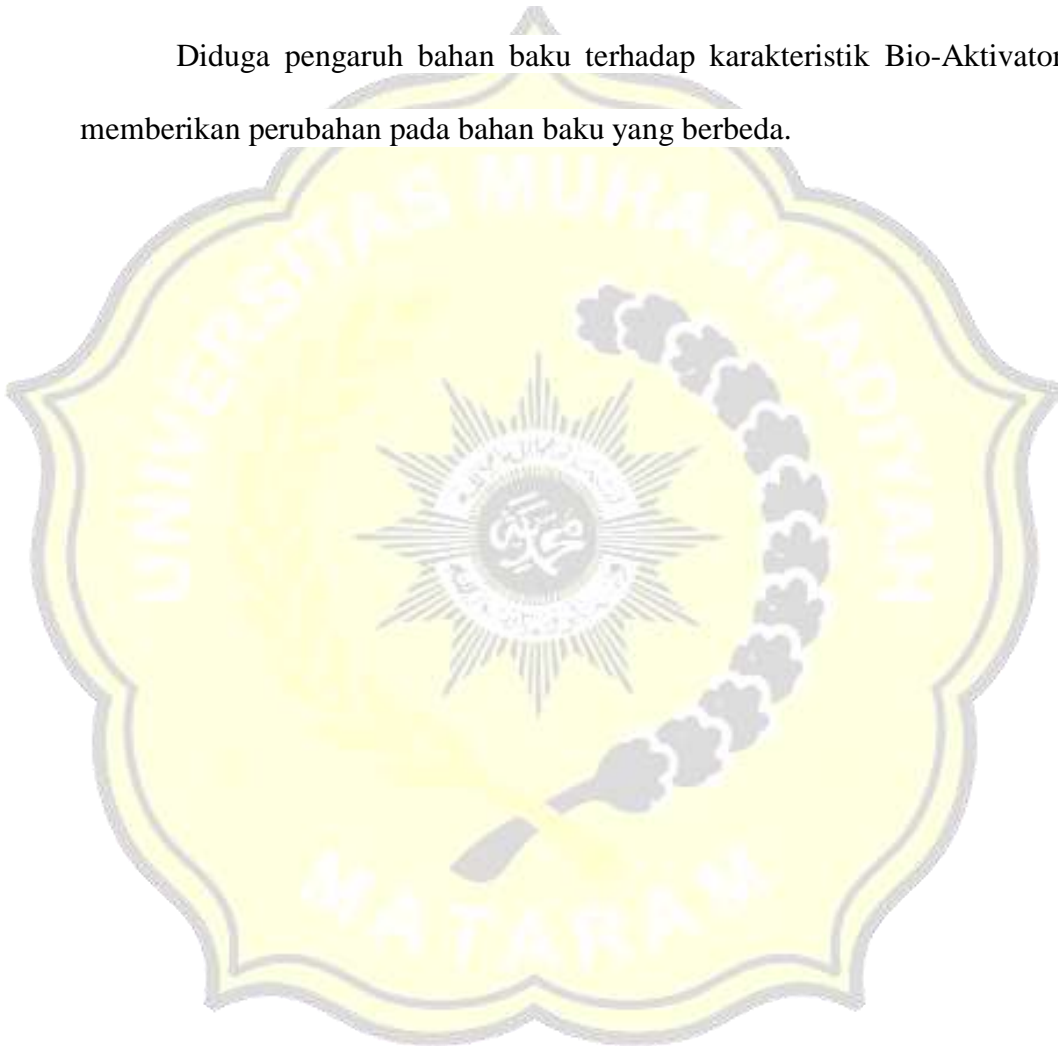 Diduga pengaruh bahan baku terhadap karakteristik Bio-Aktivator
memberikan perubahan pada bahan baku yang berbeda.
UNIVERSITAS MUHAMMADIYAH
MATARAM